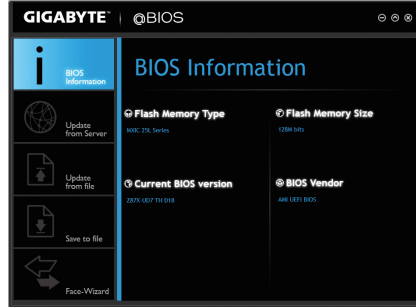 GIGABYTE™ @BIOS
BIOS
Information
Update
from Server
Update
from file
Save to file
Face-Wizard
BIOS Information
Flash Memory Type
MXIC 25L Series
Flash Memory Size
128M bits
Current BIOS version
Z87X-UD7 TH D18
BIOS Vendor
AMI UEFI BIOS